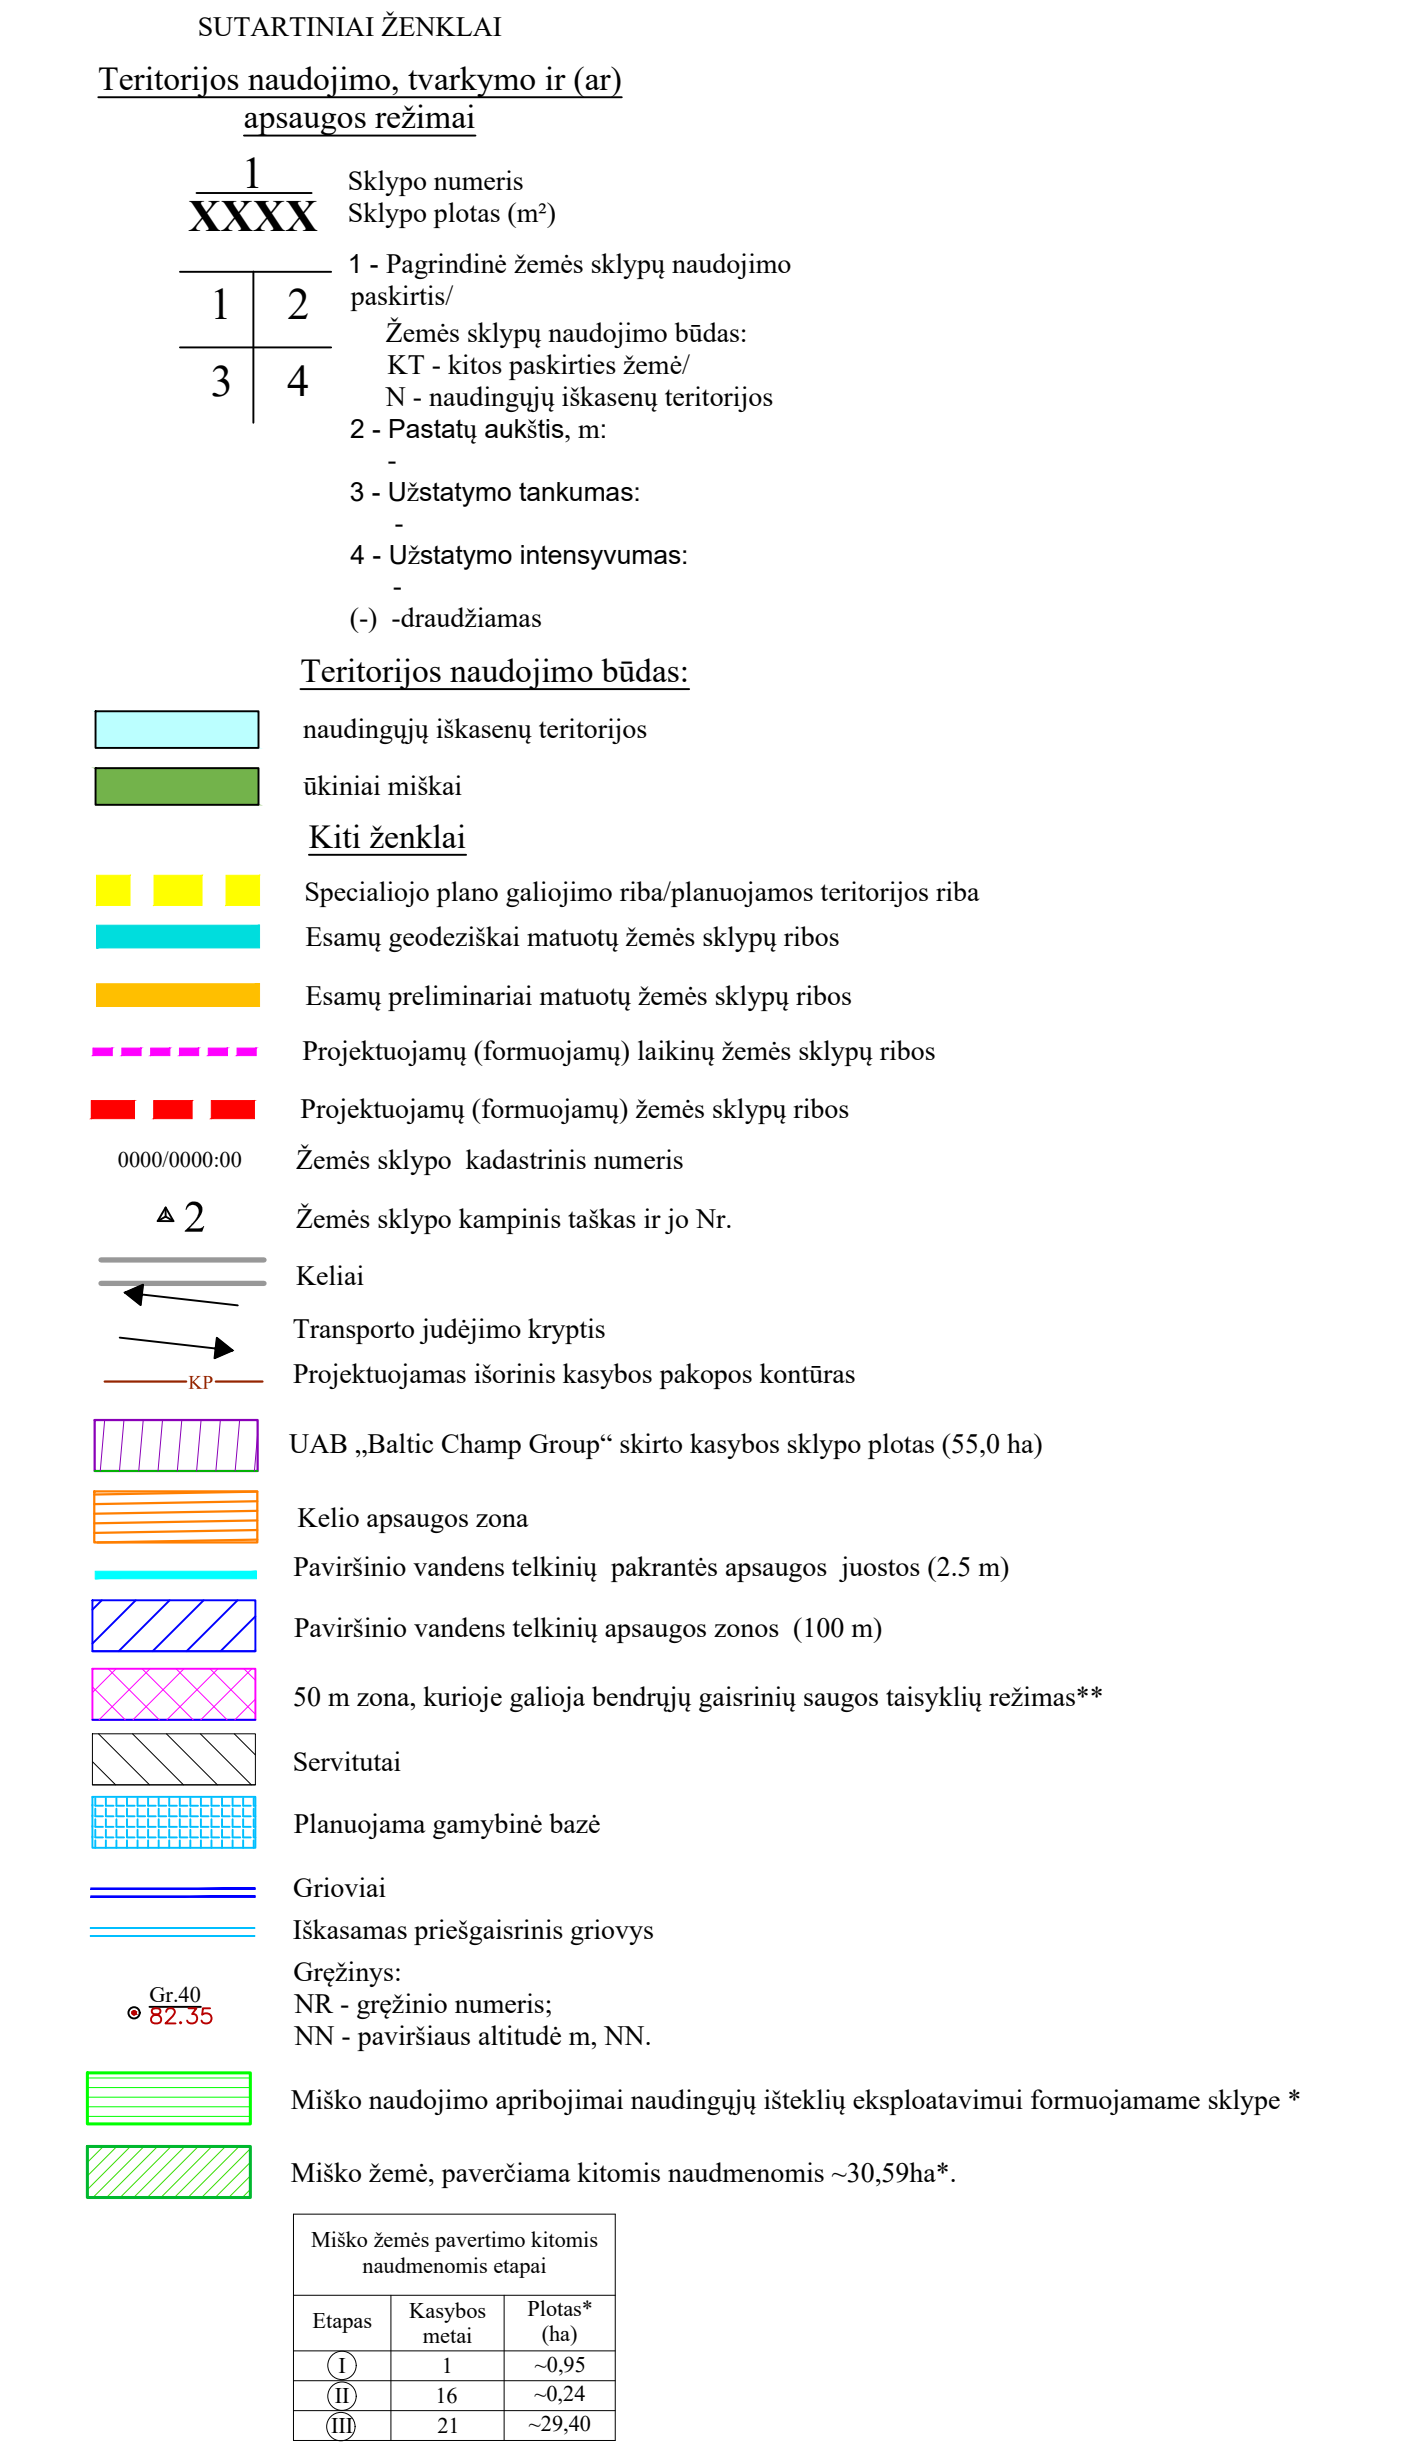 SUTARTINIAI ŽENKLAI
Teritorijos naudojimo, tvarkymo ir (ar)
apsaugos režimai
1
XXXX
Sklypo numeris
Sklypo plotas (m²)
1 2
3 4
1 - Pagrindinė žemės sklypų naudojimo
paskirtis/
Žemės sklypų naudojimo būdas:
KT - kitos paskirties žemė/
N - naudingųjų iškasenų teritorijos
2 - Pastatų aukštis, m:
-
3 - Užstatymo tankumas:
-
4 - Užstatymo intensyvumas:
-
(-) -draudžiamas
Teritorijos naudojimo būdas:
naudingųjų iškasenų teritorijos
ūkiniai miškai
Kiti ženklai
Specialiojo plano galiojimo riba/planuojamos teritorijos riba
Esamų geodeziškai matuotų žemės sklypų ribos
Esamų preliminariai matuotų žemės sklypų ribos
Projektuojamų (formuojamų) laikinų žemės sklypų ribos
Projektuojamų (formuojamų) žemės sklypų ribos
0000/0000:00 Žemės sklypo kadastrinis numeris
2 Žemės sklypo kampinis taškas ir jo Nr.
Keliai
Transporto judėjimo kryptis
KP Projektuojamas išorinis kasybos pakopos kontūras
UAB „Baltic Champ Group“ skirto kasybos sklypo plotas (55,0 ha)
Kelio apsaugos zona
Paviršinio vandens telkinių pakrantės apsaugos juostos (2.5 m)
Paviršinio vandens telkinių apsaugos zonos (100 m)
50 m zona, kurioje galioja bendrųjų gaisrinių saugos taisyklių režimas**
Servitutai
Planuojama gamybinė bazė
Grioviai
Iškasamas priešgaisrinis griovys
Gr.40
82.35
Gręžinys:
NR - gręžinio numeris;
NN - paviršiaus altitudė m, NN.
Miško naudojimo apribojimai naudingųjų išteklių eksploatavimui formuojamame sklype *
Miško žemė, paverčiama kitomis naudmenomis ~30,59ha*.
Miško žemės pavertimo kitomis
naudmenomis etapai
Etapas Kasybos metai Plotas* (ha)
I 1 ~0,95
II 16 ~0,24
III 21 ~29,40